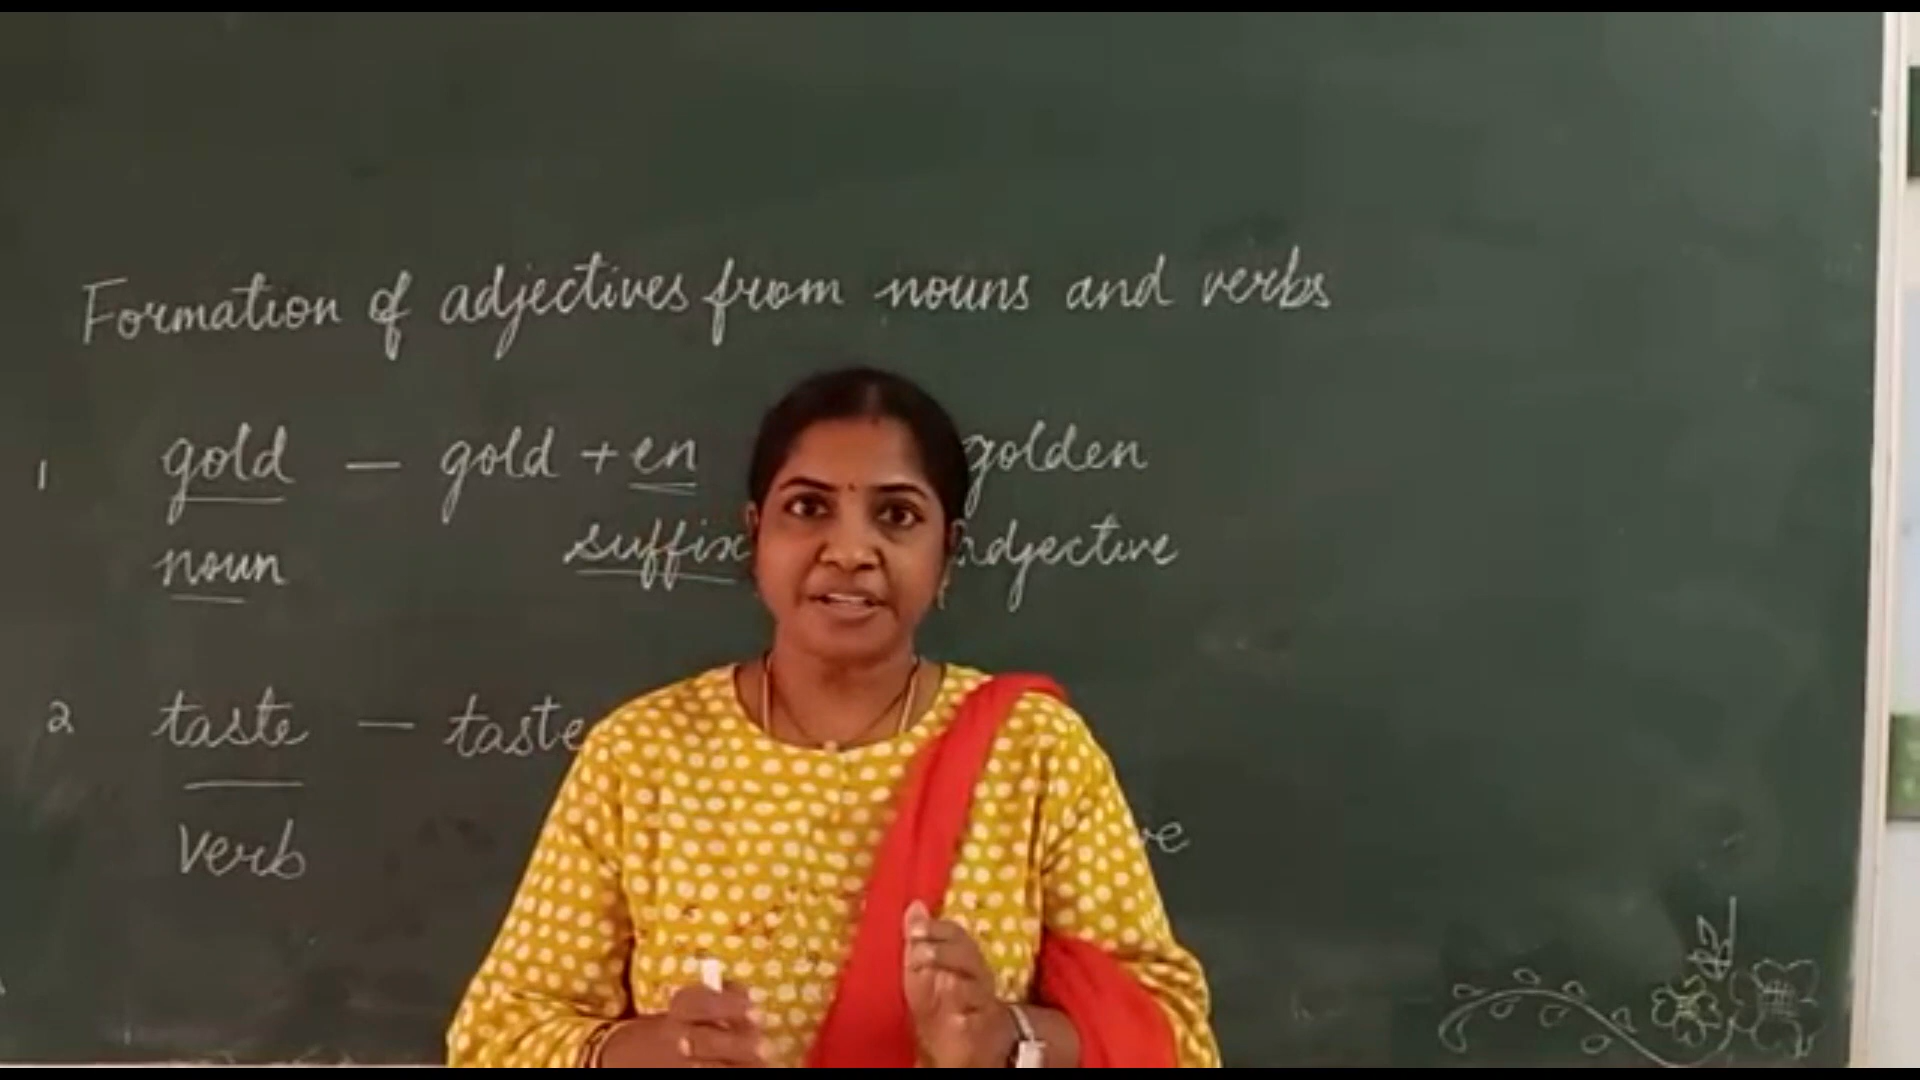 Formation of adjectives from nouns and verbs
1 gold — gold + en golden
noun suffix adjective
2 taste — taste
verb